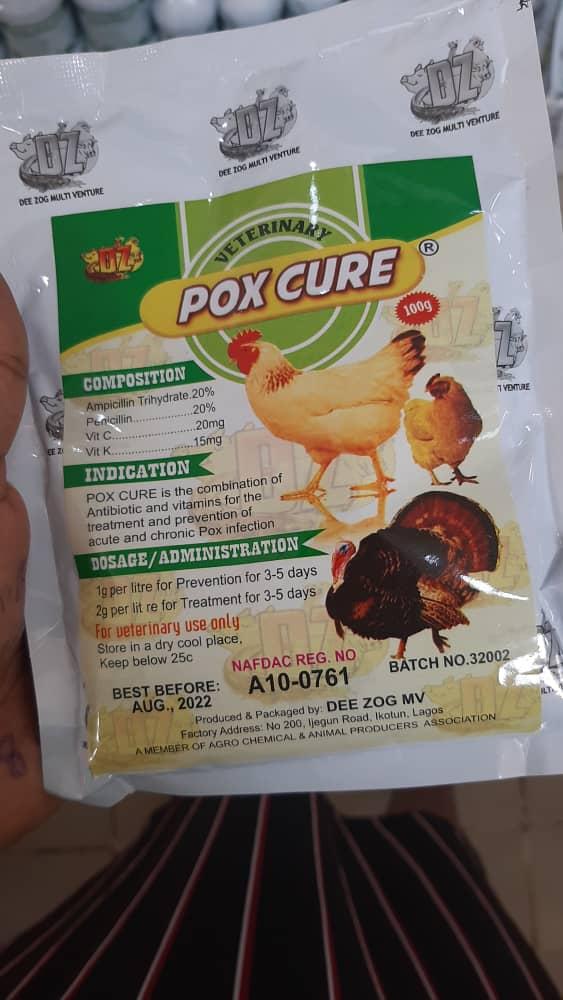 DZ
DEE ZOG MULTI VENTURE
DZ
DEE ZOG MULTI VENTURE
DZ
DEE ZOG MULTI VENTURE
DZ
VETERINARY
POX CURE ®
100g
COMPOSITION
Ampicillin Trihydrate.20%
Penicillin..................20%
Vit C........................20mg
Vit K.......................15mg
INDICATION
POX CURE is the combination of
Antibiotic and vitamins for the
treatment and prevention of
acute and chronic Pox infection
DOSAGE/ADMINISTRATION
1g per litre for Prevention for 3-5 days
2g per lit re for Treatment for 3-5 days
For veterinary use only
Store in a dry cool place,
Keep below 25c
NAFDAC REG. NO
A10-0761
BATCH NO.32002
BEST BEFORE:
AUG., 2022
Produced & Packaged by: DEE ZOG MV
Factory Address: No 200, Ijegun Road, Ikotun, Lagos
A MEMBER OF AGRO CHEMICAL & ANIMAL PRODUCERS ASSOCIATION